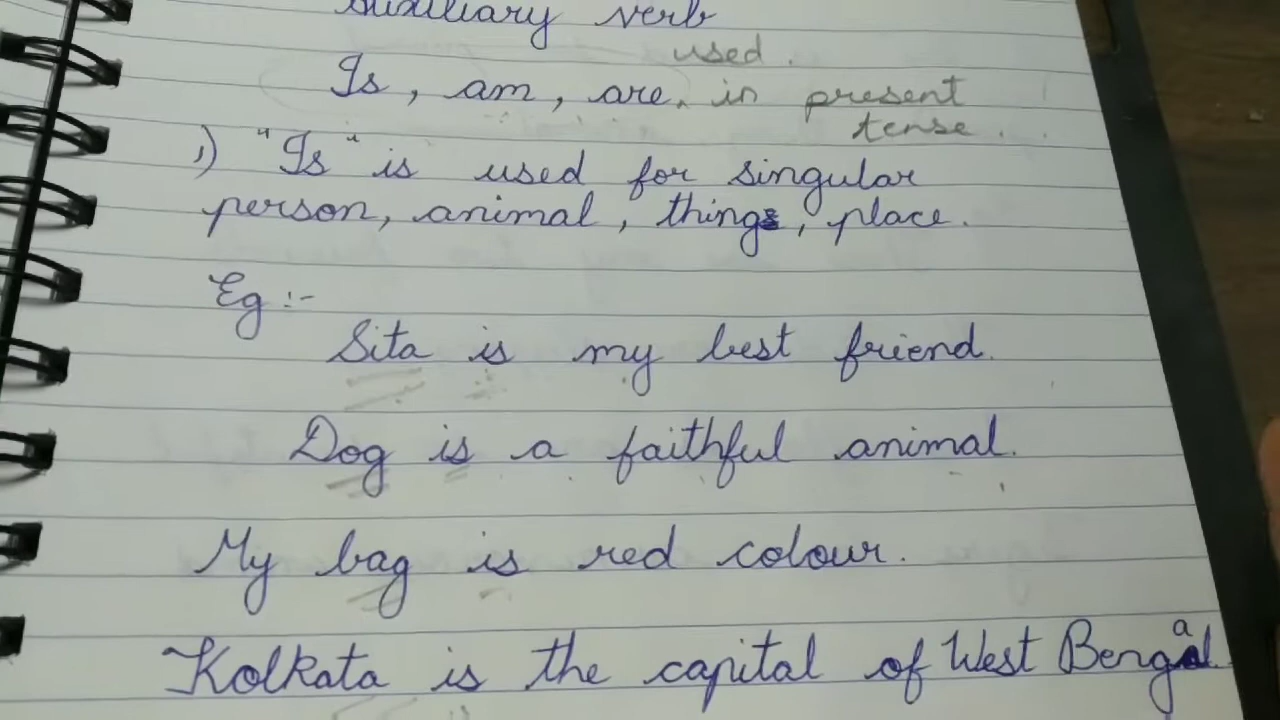 Auxiliary verb
used.
Is, am, are. in present
tense.
1) "Is" is used for singular
person, animal, things, place.
Eg :-
Sita is my best friend.
Dog is a faithful animal.
My bag is red colour.
Kolkata is the capital of West Bengal.